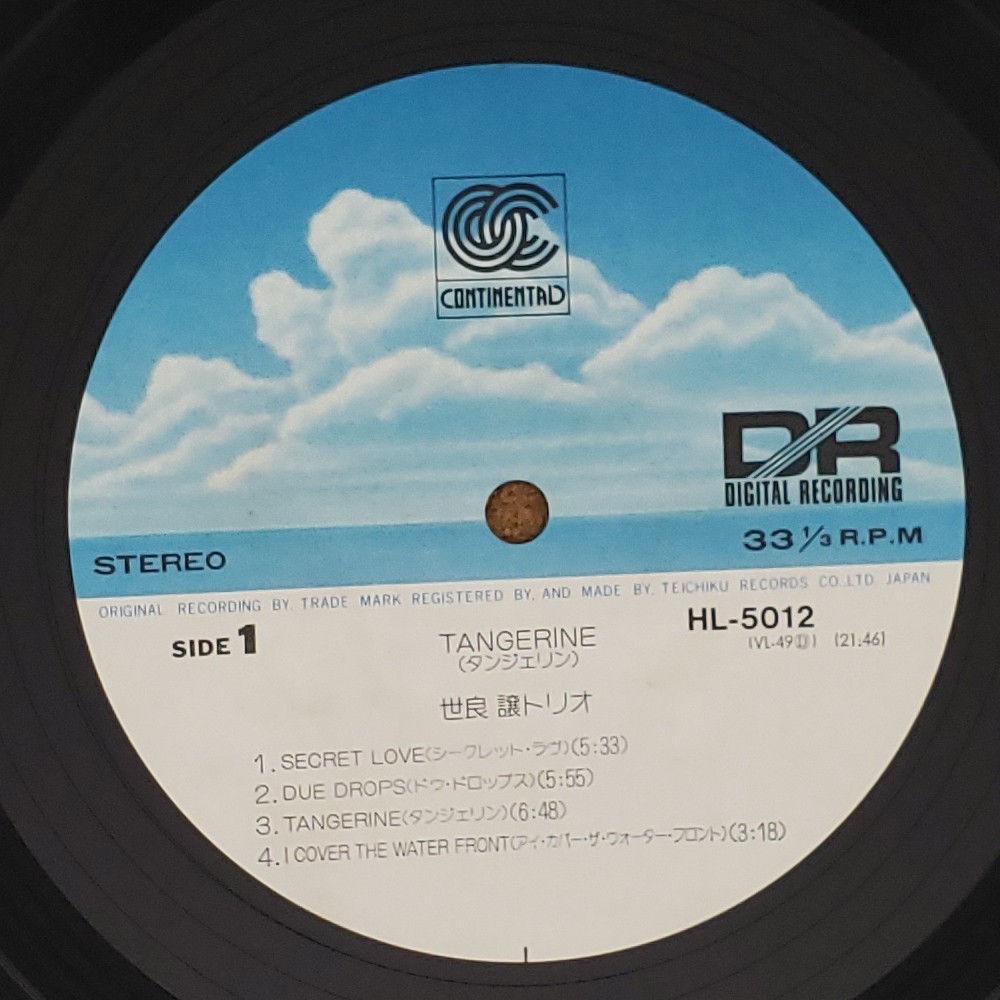 CONTINENTAL
DR
DIGITAL RECORDING
STEREO
33 1/3 R.P.M
ORIGINAL RECORDING BY. TRADE MARK REGISTERED BY. AND MADE BY. TEICHIKU RECORDS CO.,LTD. JAPAN
SIDE 1
TANGERINE
HL-5012
(タンジェリン)
(VL-49①) (21:46)
世良 譲トリオ
1. SECRET LOVE(シークレット・ラヴ)(5:33)
2. DUE DROPS(ドゥ・ドロップス)(5:55)
3. TANGERINE(タンジェリン)(6:48)
4. I COVER THE WATER FRONT(アイ・カバー・ザ・ウォーター・フロント)(3:18)